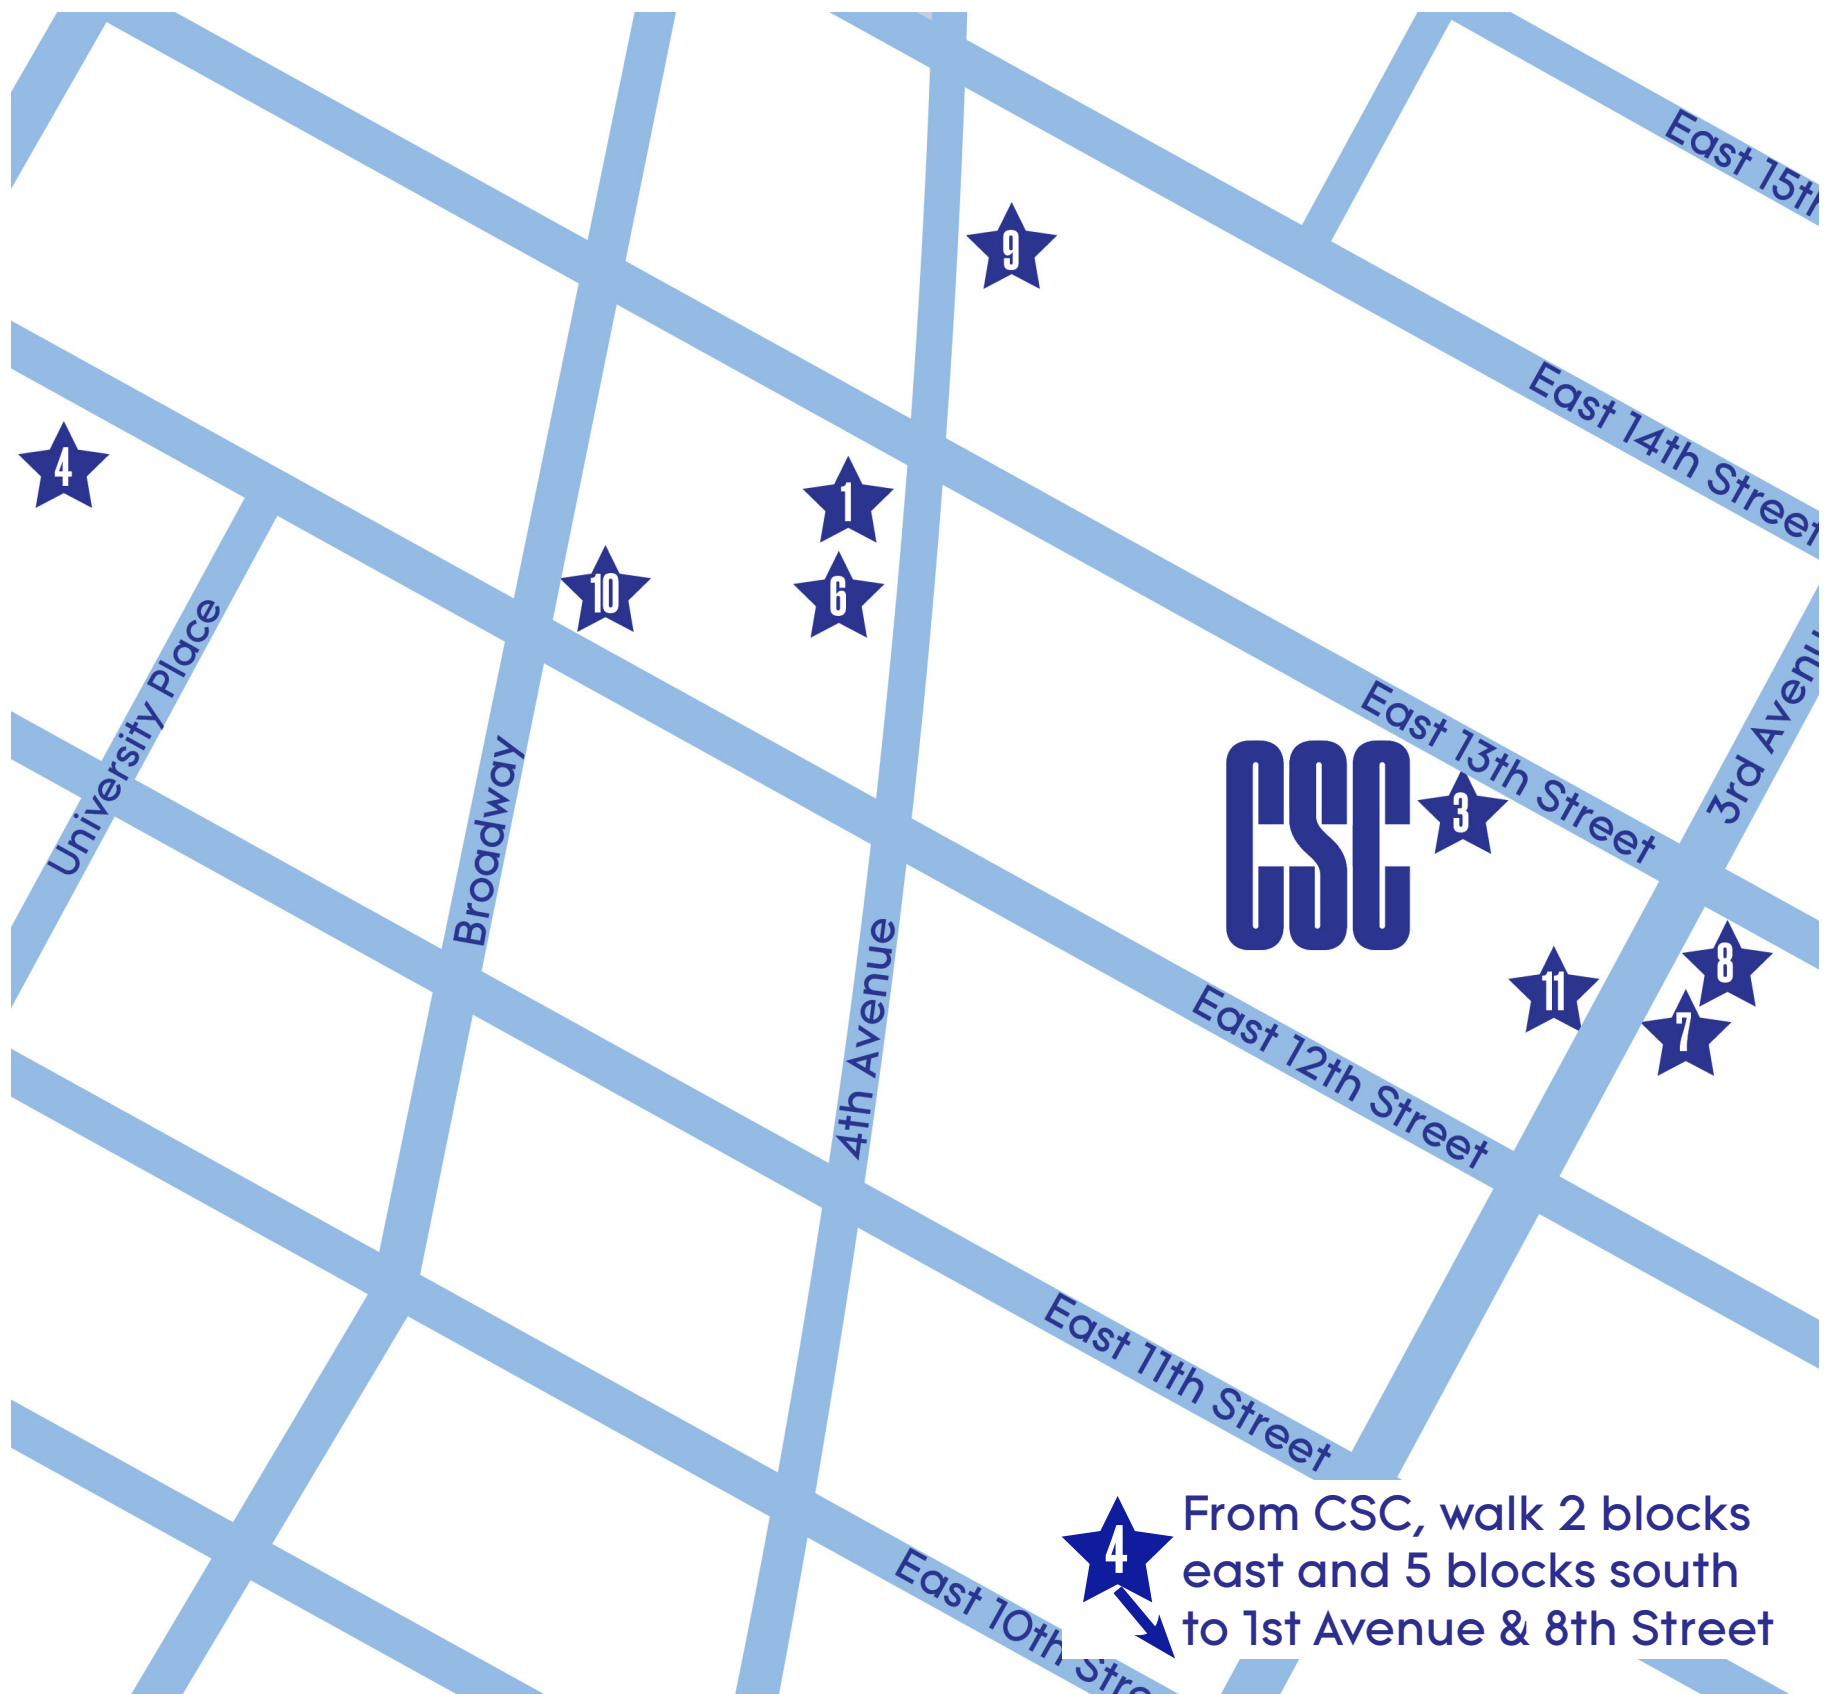 East 15th
9
East 14th Street
4
1
10
6
University Place
3rd Avenu
East 13th Street
Broadway
CSC
3
8
11
7
4th Avenue
East 12th Street
East 11th Street
From CSC, walk 2 blocks
4
east and 5 blocks south
East 10th Stre
to 1st Avenue & 8th Street